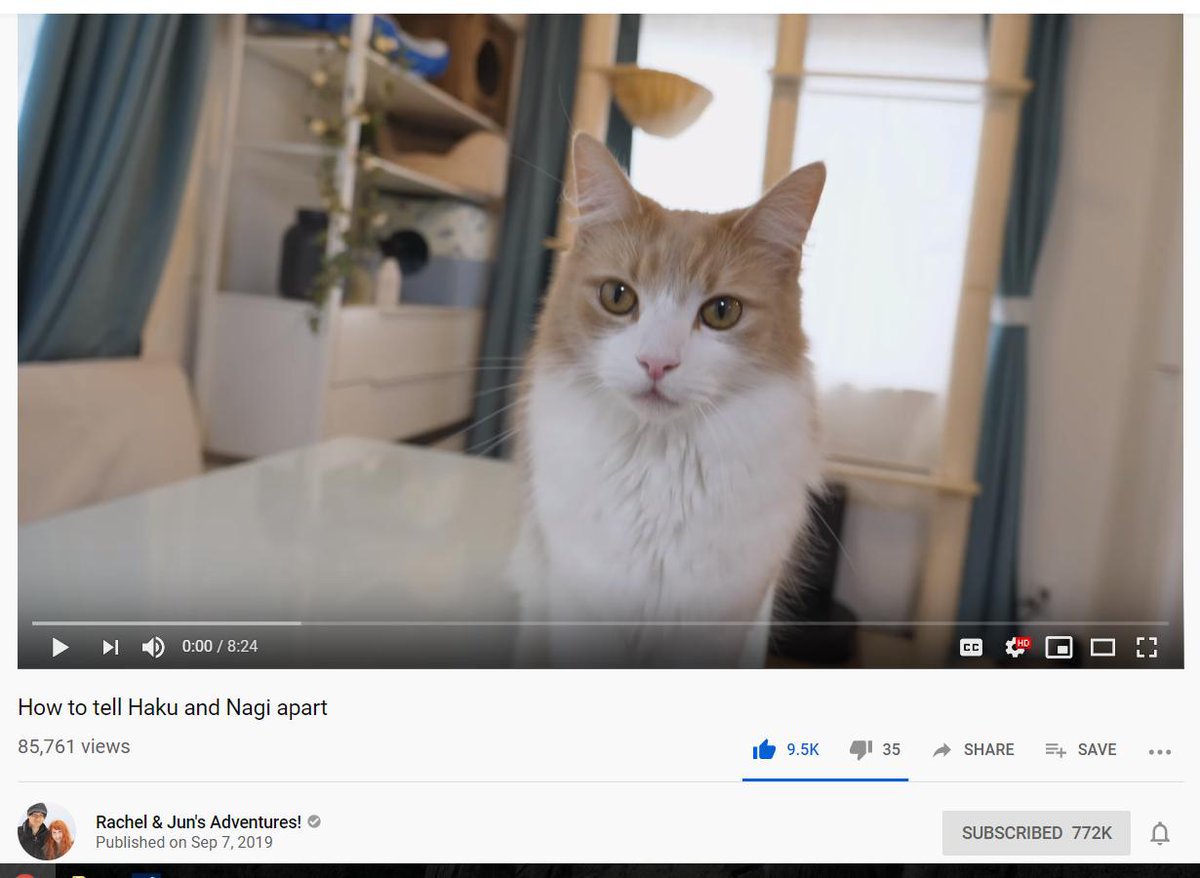 0:00 / 8:24
CC
HD
How to tell Haku and Nagi apart
85,761 views
9.5K
35
SHARE
SAVE
Rachel & Jun's Adventures!
Published on Sep 7, 2019
SUBSCRIBED 772K